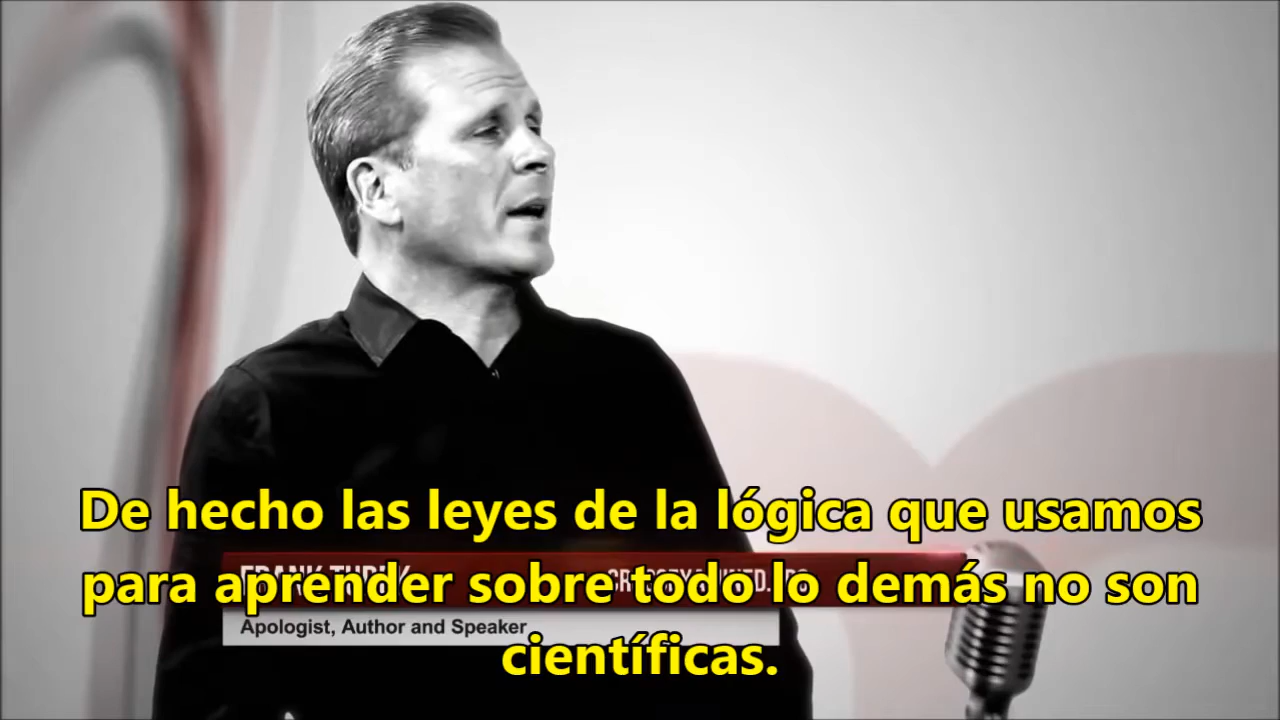 De hecho las leyes de la lógica que usamos
para aprender sobre todo lo demás no son
científicas.
FRANK
Apologist, Author and Speaker